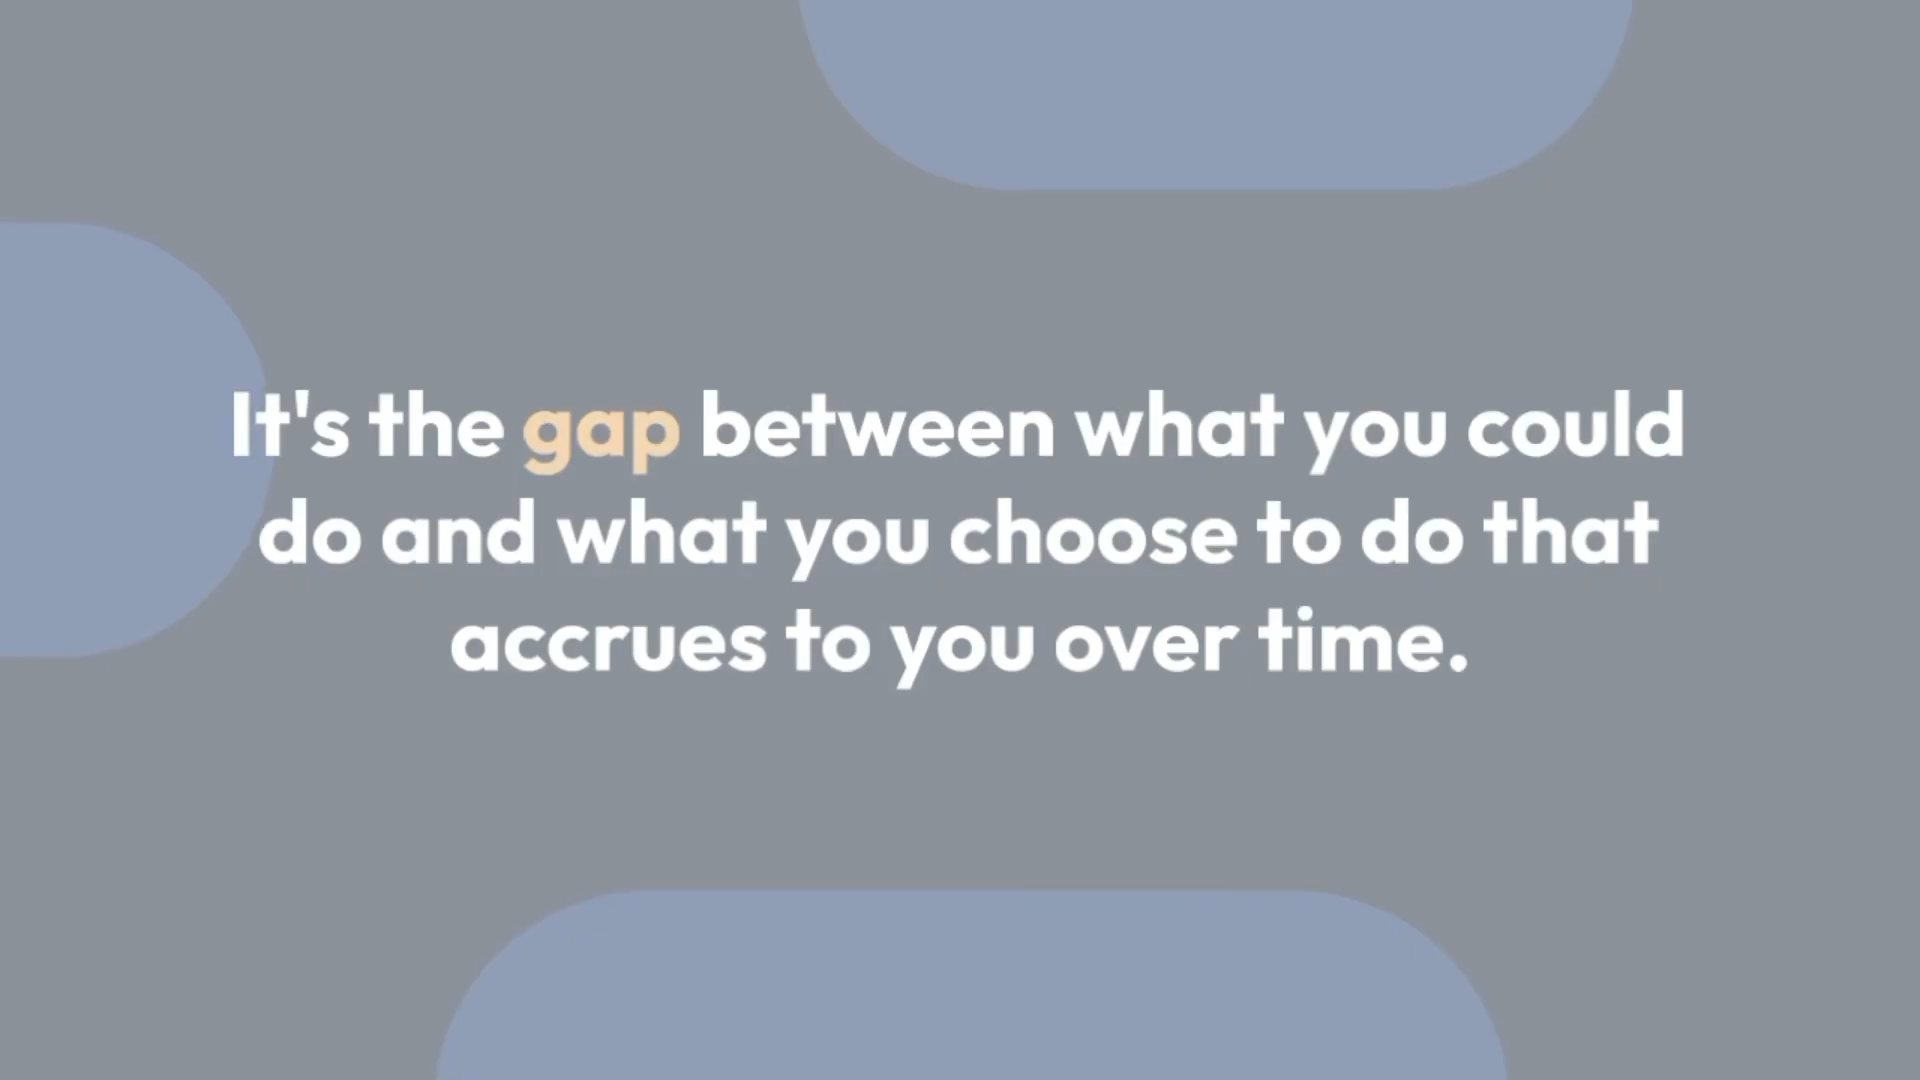 It's the gap between what you could
do and what you choose to do that
accrues to you over time.